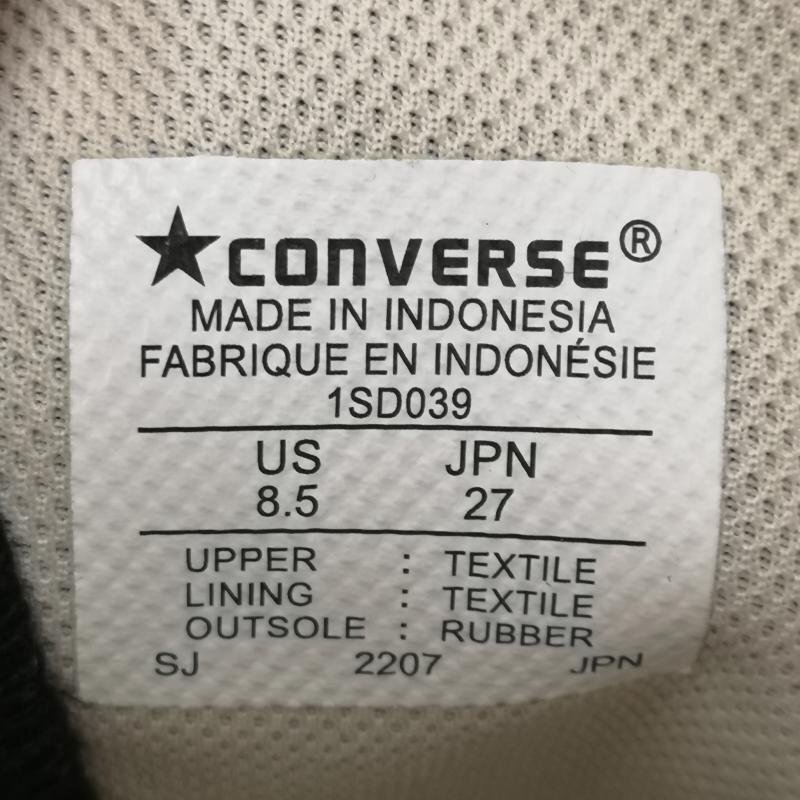 ★CONVERSE®
MADE IN INDONESIA
FABRIQUE EN INDONÉSIE
1SD039
US JPN
8.5 27
UPPER : TEXTILE
LINING : TEXTILE
OUTSOLE : RUBBER
SJ 2207 JPN